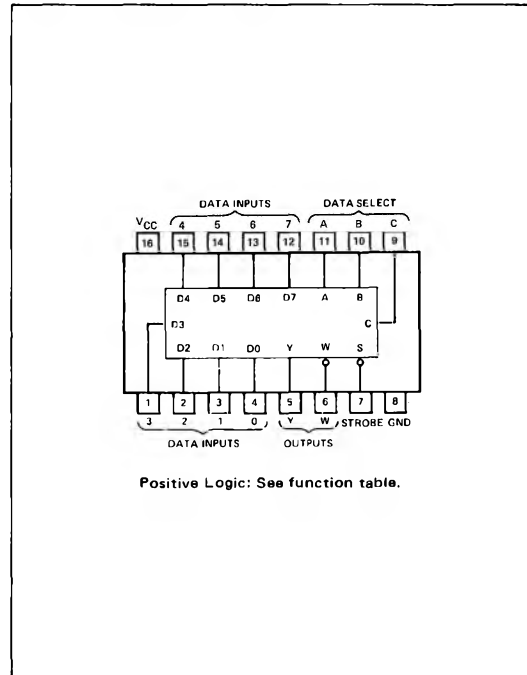 DATA INPUTS DATA SELECT
VCC 4 5 6 7 A B C
16 15 14 13 12 11 10 9
D4 D5 D6 D7 A B
D3 C
D2 D1 D0 Y W S
1 2 3 4 5 6 7 8
3 2 1 0 Y W STROBE GND
DATA INPUTS OUTPUTS
Positive Logic: See function table.